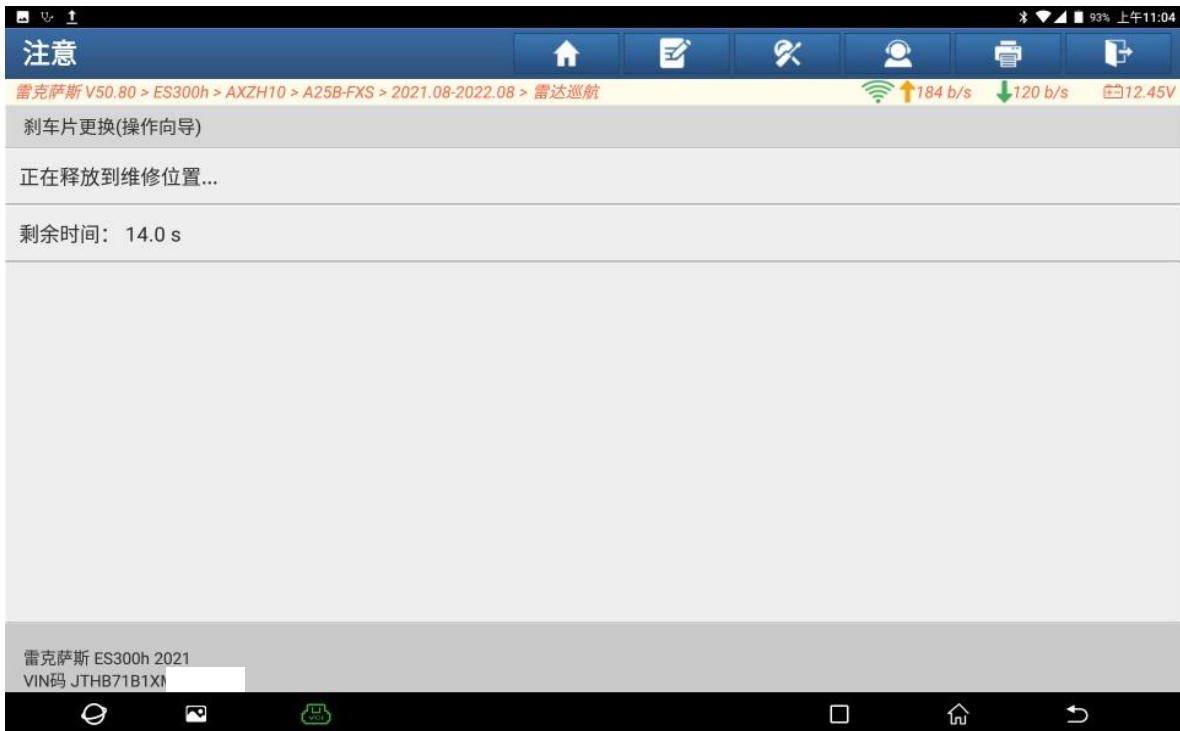 93% 上午11:04
注意
雷克萨斯 V50.80 > ES300h > AXZH10 > A25B-FXS > 2021.08-2022.08 > 雷达巡航 184 b/s 120 b/s 12.45V
刹车片更换(操作向导)
正在释放到维修位置...
剩余时间： 14.0 s
雷克萨斯 ES300h 2021
VIN码 JTHB71B1X
VCI